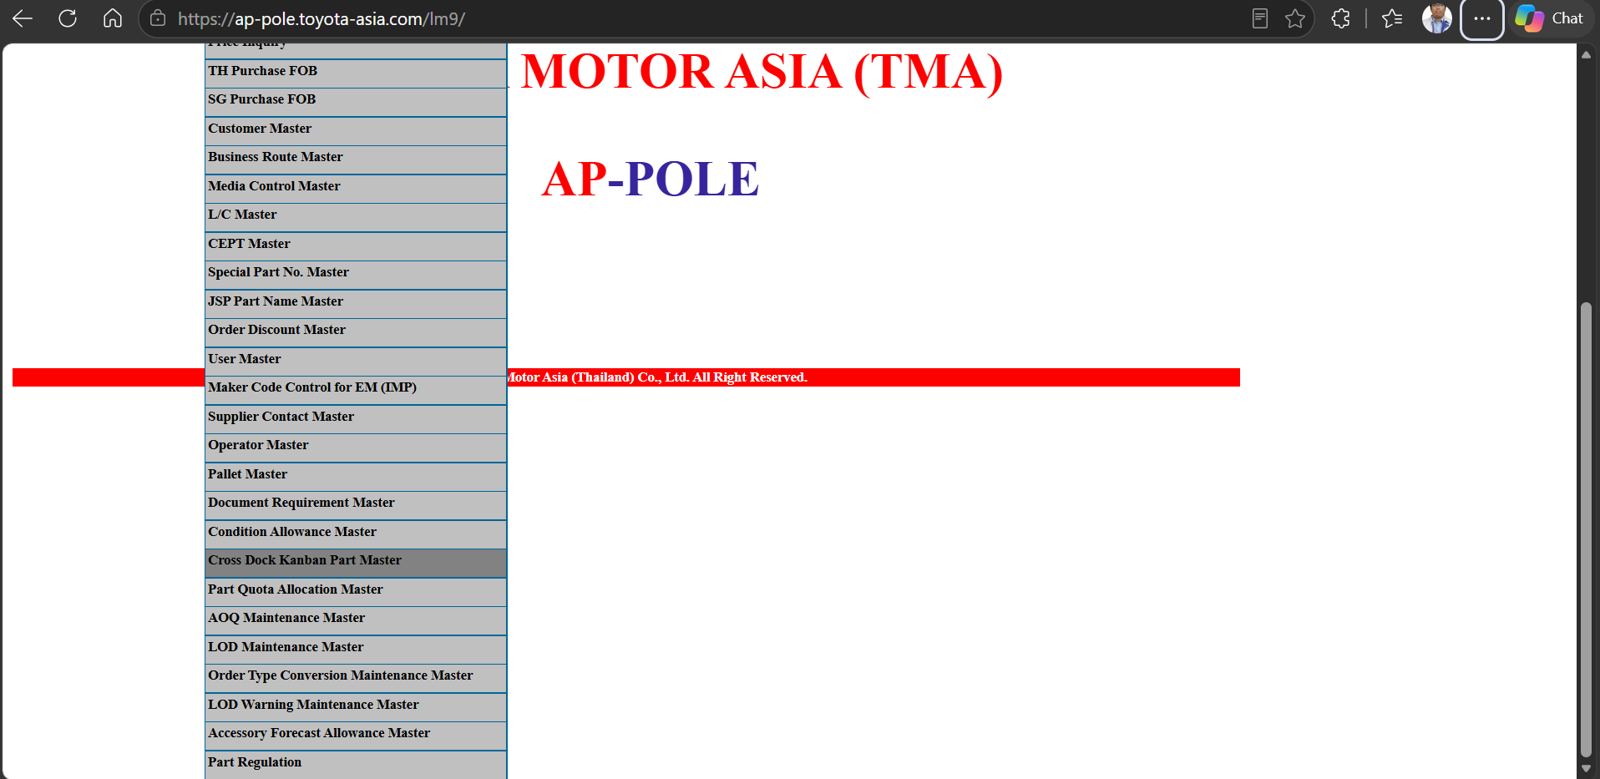 https://ap-pole.toyota-asia.com/lm9/
Chat
Price Inquiry
TH Purchase FOB
SG Purchase FOB
Customer Master
Business Route Master
Media Control Master
L/C Master
CEPT Master
Special Part No. Master
JSP Part Name Master
Order Discount Master
User Master
Maker Code Control for EM (IMP)
Supplier Contact Master
Operator Master
Pallet Master
Document Requirement Master
Condition Allowance Master
Cross Dock Kanban Part Master
Part Quota Allocation Master
AOQ Maintenance Master
LOD Maintenance Master
Order Type Conversion Maintenance Master
LOD Warning Maintenance Master
Accessory Forecast Allowance Master
Part Regulation
MOTOR ASIA (TMA)
AP-POLE
Motor Asia (Thailand) Co., Ltd. All Right Reserved.